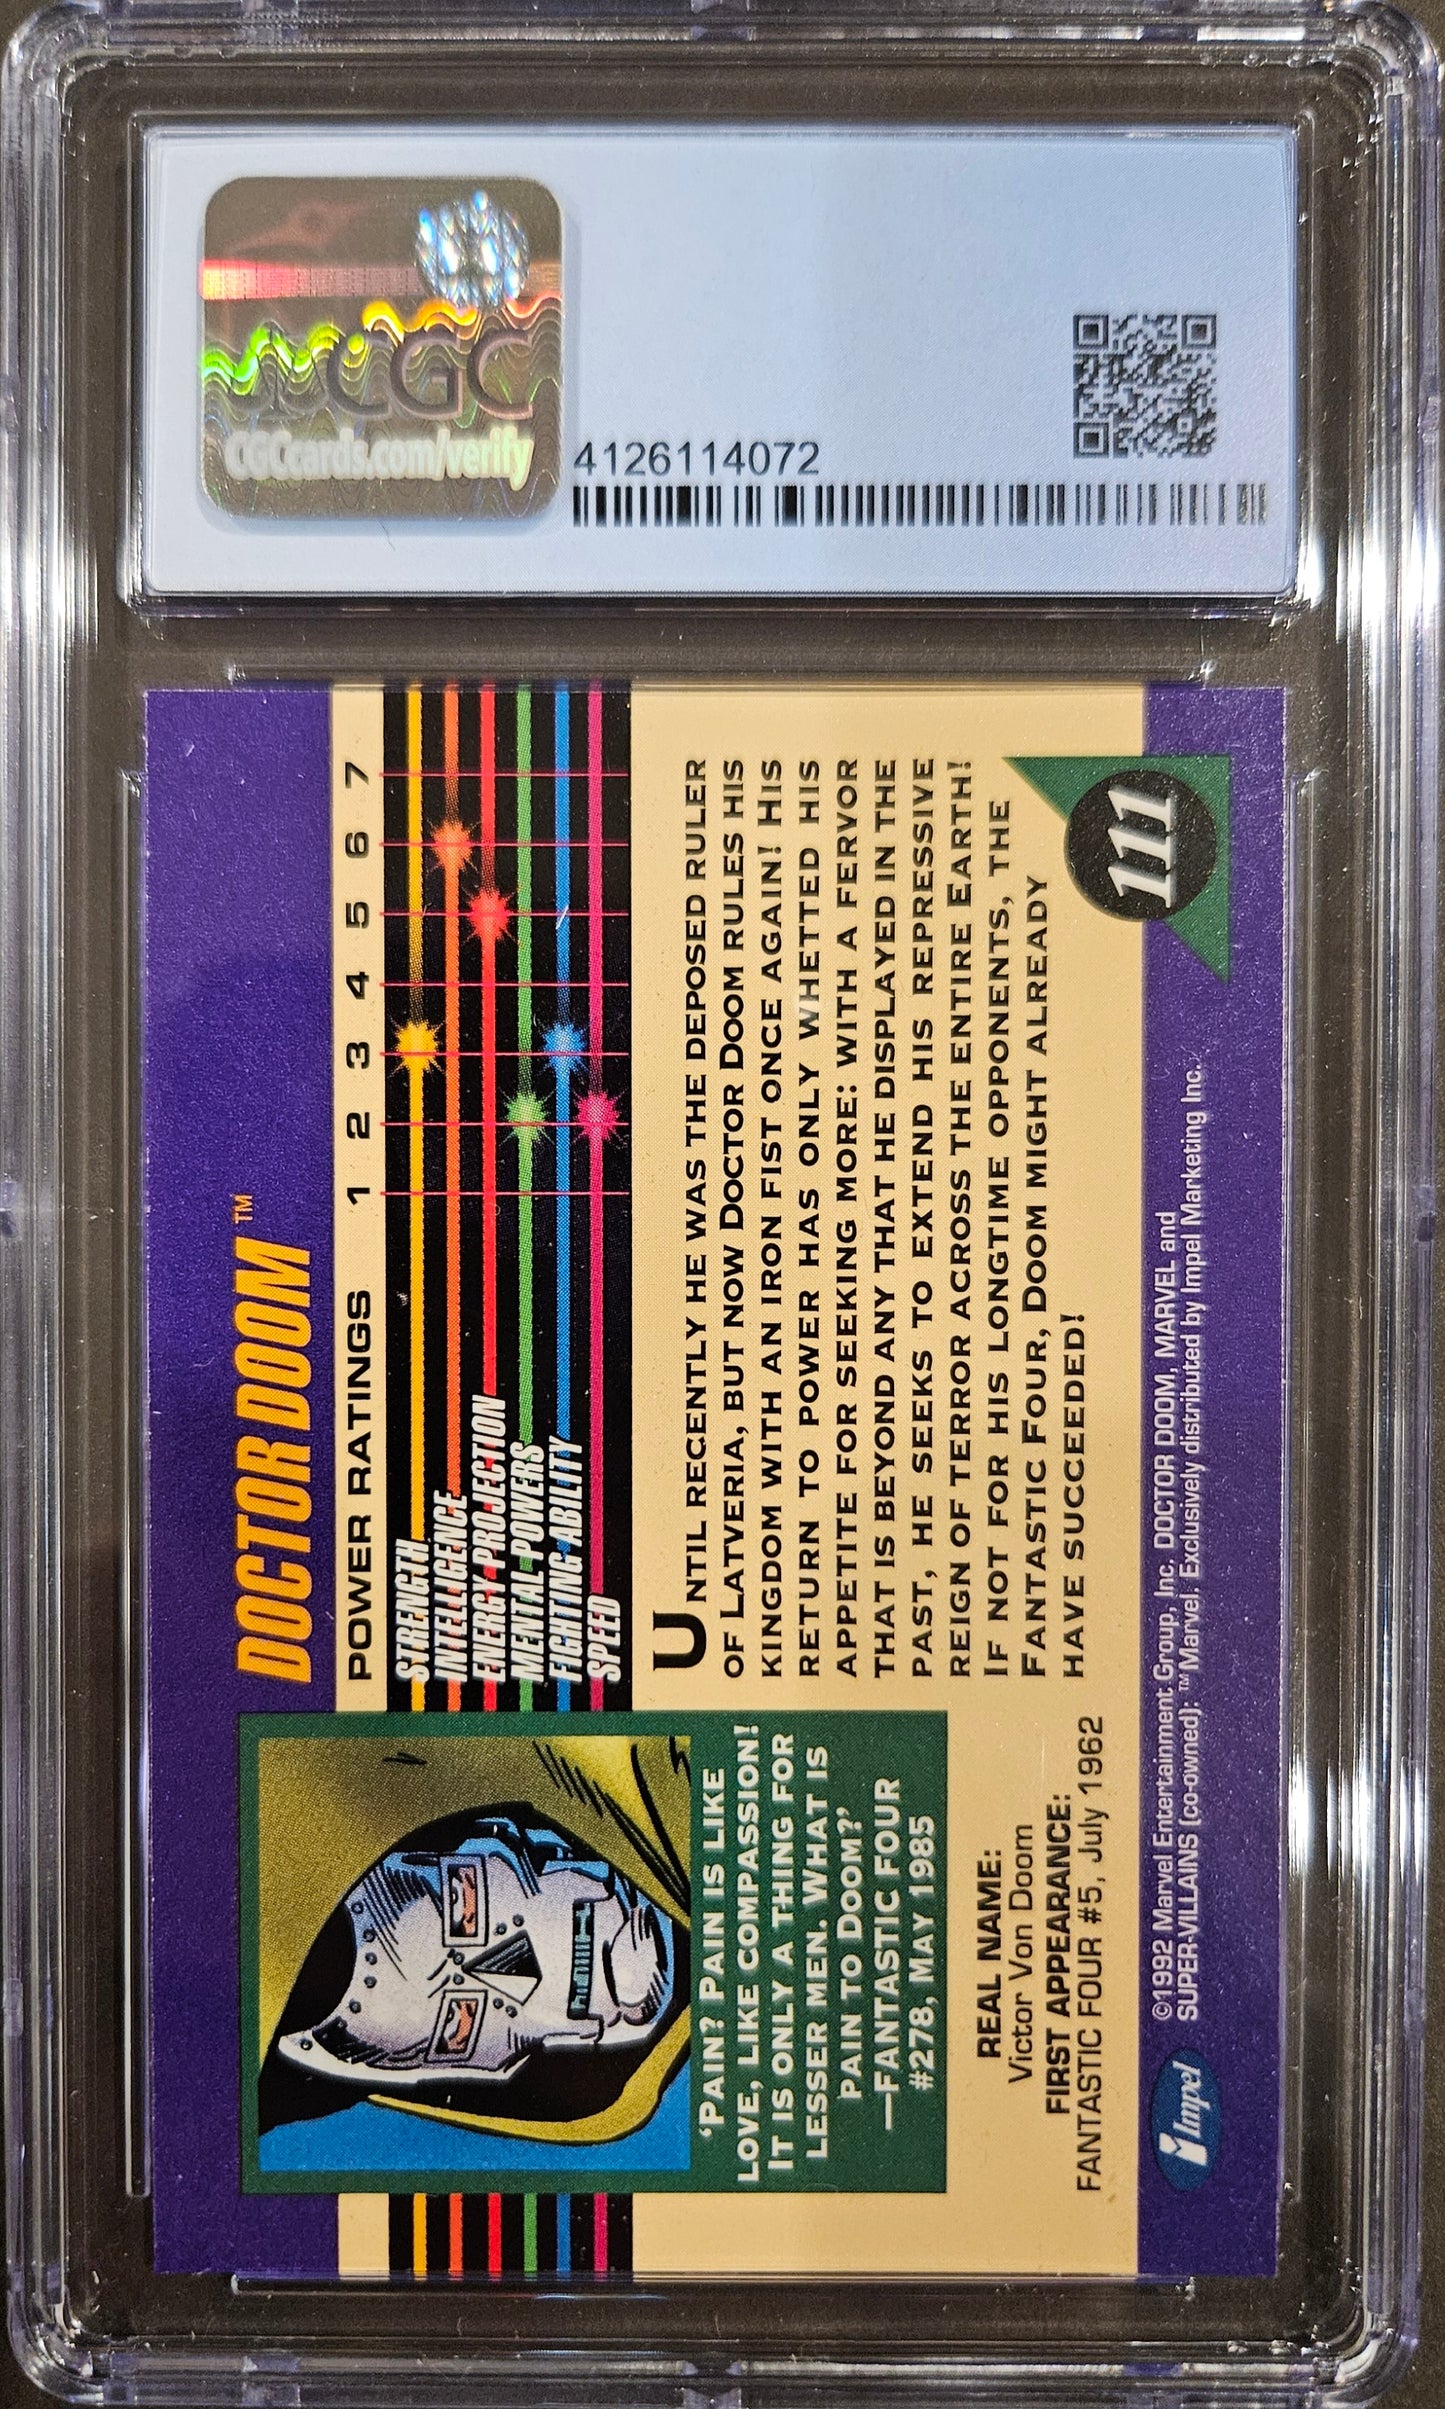 CGC
CGCcards.com/verify
4126114072
DOCTOR DOOM™
POWER RATINGS 1 2 3 4 5 6 7
STRENGTH
INTELLIGENCE
ENERGY PROJECTION
MENTAL POWERS
FIGHTING ABILITY
SPEED
'PAIN? PAIN IS LIKE
LOVE, LIKE COMPASSION!
IT IS ONLY A THING FOR
LESSER MEN. WHAT IS
PAIN TO DOOM?'
—FANTASTIC FOUR
#278, MAY 1985
UNTIL RECENTLY HE WAS THE DEPOSED RULER
OF LATVERIA, BUT NOW DOCTOR DOOM RULES HIS
KINGDOM WITH AN IRON FIST ONCE AGAIN! HIS
RETURN TO POWER HAS ONLY WHETTED HIS
APPETITE FOR SEEKING MORE: WITH A FERVOR
THAT IS BEYOND ANY THAT HE DISPLAYED IN THE
PAST, HE SEEKS TO EXTEND HIS REPRESSIVE
REIGN OF TERROR ACROSS THE ENTIRE EARTH!
IF NOT FOR HIS LONGTIME OPPONENTS, THE
FANTASTIC FOUR, DOOM MIGHT ALREADY
HAVE SUCCEEDED!
REAL NAME:
Victor Von Doom
FIRST APPEARANCE:
FANTASTIC FOUR #5, July 1962
111
Impel
©1992 Marvel Entertainment Group, Inc. DOCTOR DOOM, MARVEL and
SUPER-VILLAINS (co-owned): ™Marvel. Exclusively distributed by Impel Marketing Inc.